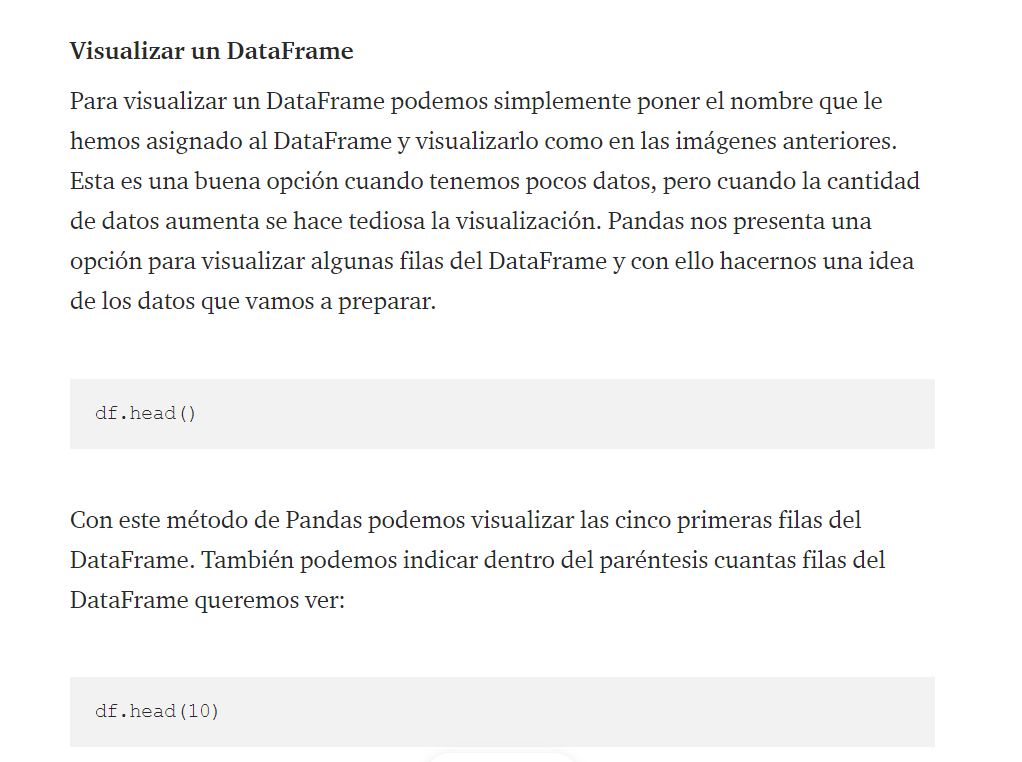 Visualizar un DataFrame
Para visualizar un DataFrame podemos simplemente poner el nombre que le
hemos asignado al DataFrame y visualizarlo como en las imágenes anteriores.
Esta es una buena opción cuando tenemos pocos datos, pero cuando la cantidad
de datos aumenta se hace tediosa la visualización. Pandas nos presenta una
opción para visualizar algunas filas del DataFrame y con ello hacernos una idea
de los datos que vamos a preparar.
df.head()
Con este método de Pandas podemos visualizar las cinco primeras filas del
DataFrame. También podemos indicar dentro del paréntesis cuantas filas del
DataFrame queremos ver:
df.head(10)